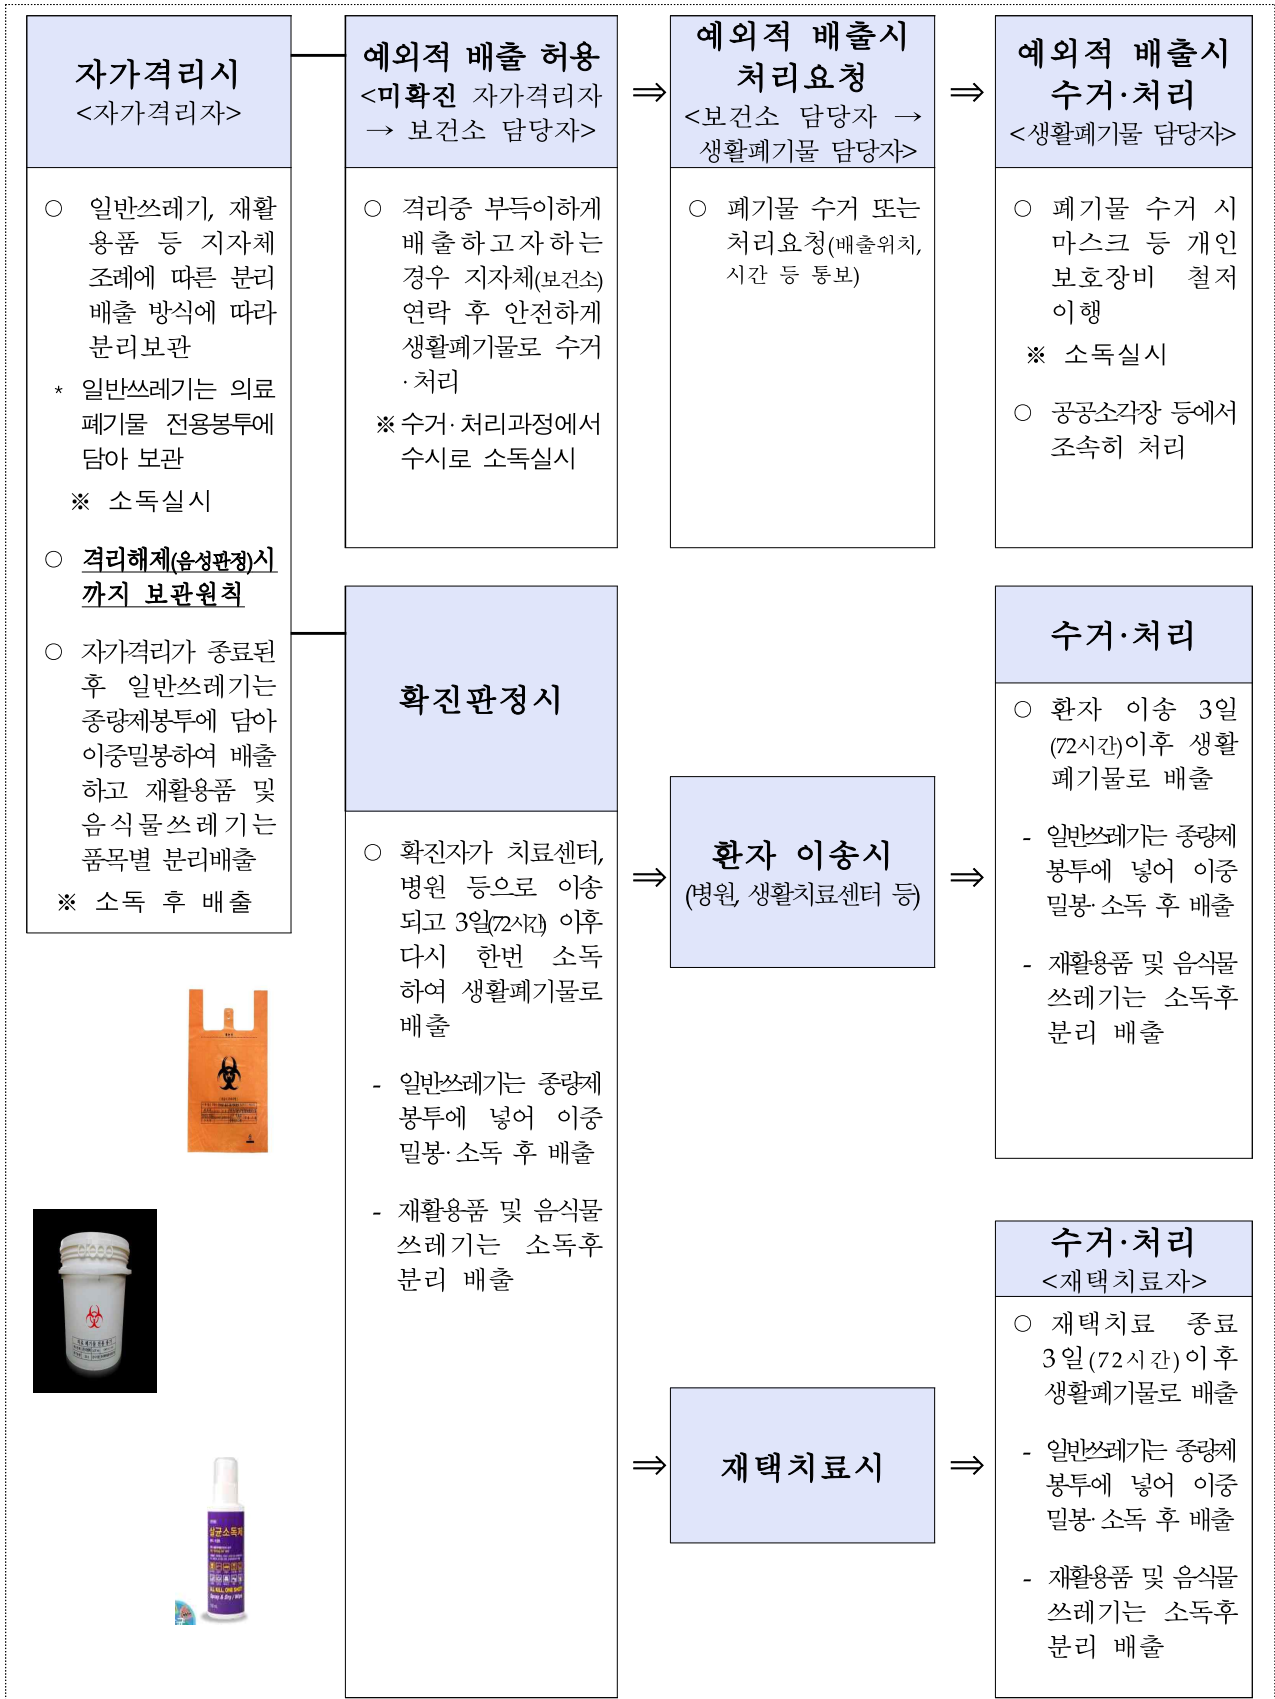 자가격리시
<자가격리자>
○ 일반쓰레기, 재활
용품 등 지자체
조례에 따른 분리
배출 방식에 따라
분리보관
* 일반쓰레기는 의료
폐기물 전용봉투에
담아 보관
※ 소독실시
○ 격리해제(음성판정)시
까지 보관원칙
○ 자가격리가 종료된
후 일반쓰레기는
종량제봉투에 담아
이중밀봉하여 배출
하고 재활용품 및
음식물쓰레기는
품목별 분리배출
※ 소독 후 배출
예외적 배출 허용
<미확진 자가격리자
→ 보건소 담당자>
○ 격리중 부득이하게
배출하고자하는
경우 지자체(보건소)
연락 후 안전하게
생활폐기물로 수거
·처리
※ 수거·처리과정에서
수시로 소독실시
⇒
예외적 배출시
처리요청
<보건소 담당자 →
생활폐기물 담당자>
○ 폐기물 수거 또는
처리요청(배출위치,
시간 등 통보)
⇒
예외적 배출시
수거·처리
<생활폐기물 담당자>
○ 폐기물 수거 시
마스크 등 개인
보호장비 철저
이행
※ 소독실시
○ 공공소각장 등에서
조속히 처리
확진판정시
○ 확진자가 치료센터,
병원 등으로 이송
되고 3일(72시간) 이후
다시 한번 소독
하여 생활폐기물로
배출
- 일반쓰레기는 종량제
봉투에 넣어 이중
밀봉·소독 후 배출
- 재활용품 및 음식물
쓰레기는 소독후
분리 배출
⇒
환자 이송시
(병원, 생활치료센터 등)
⇒
수거·처리
○ 환자 이송 3일
(72시간)이후 생활
폐기물로 배출
- 일반쓰레기는 종량제
봉투에 넣어 이중
밀봉·소독 후 배출
- 재활용품 및 음식물
쓰레기는 소독후
분리 배출
⇒
재택치료시
⇒
수거·처리
<재택치료자>
○ 재택치료 종료
3일(72시간)이후
생활폐기물로 배출
- 일반쓰레기는 종량제
봉투에 넣어 이중
밀봉·소독 후 배출
- 재활용품 및 음식물
쓰레기는 소독후
분리 배출
살균소독제
ALL KILL, ONE SHOT!
Spray & Dry / Wipe